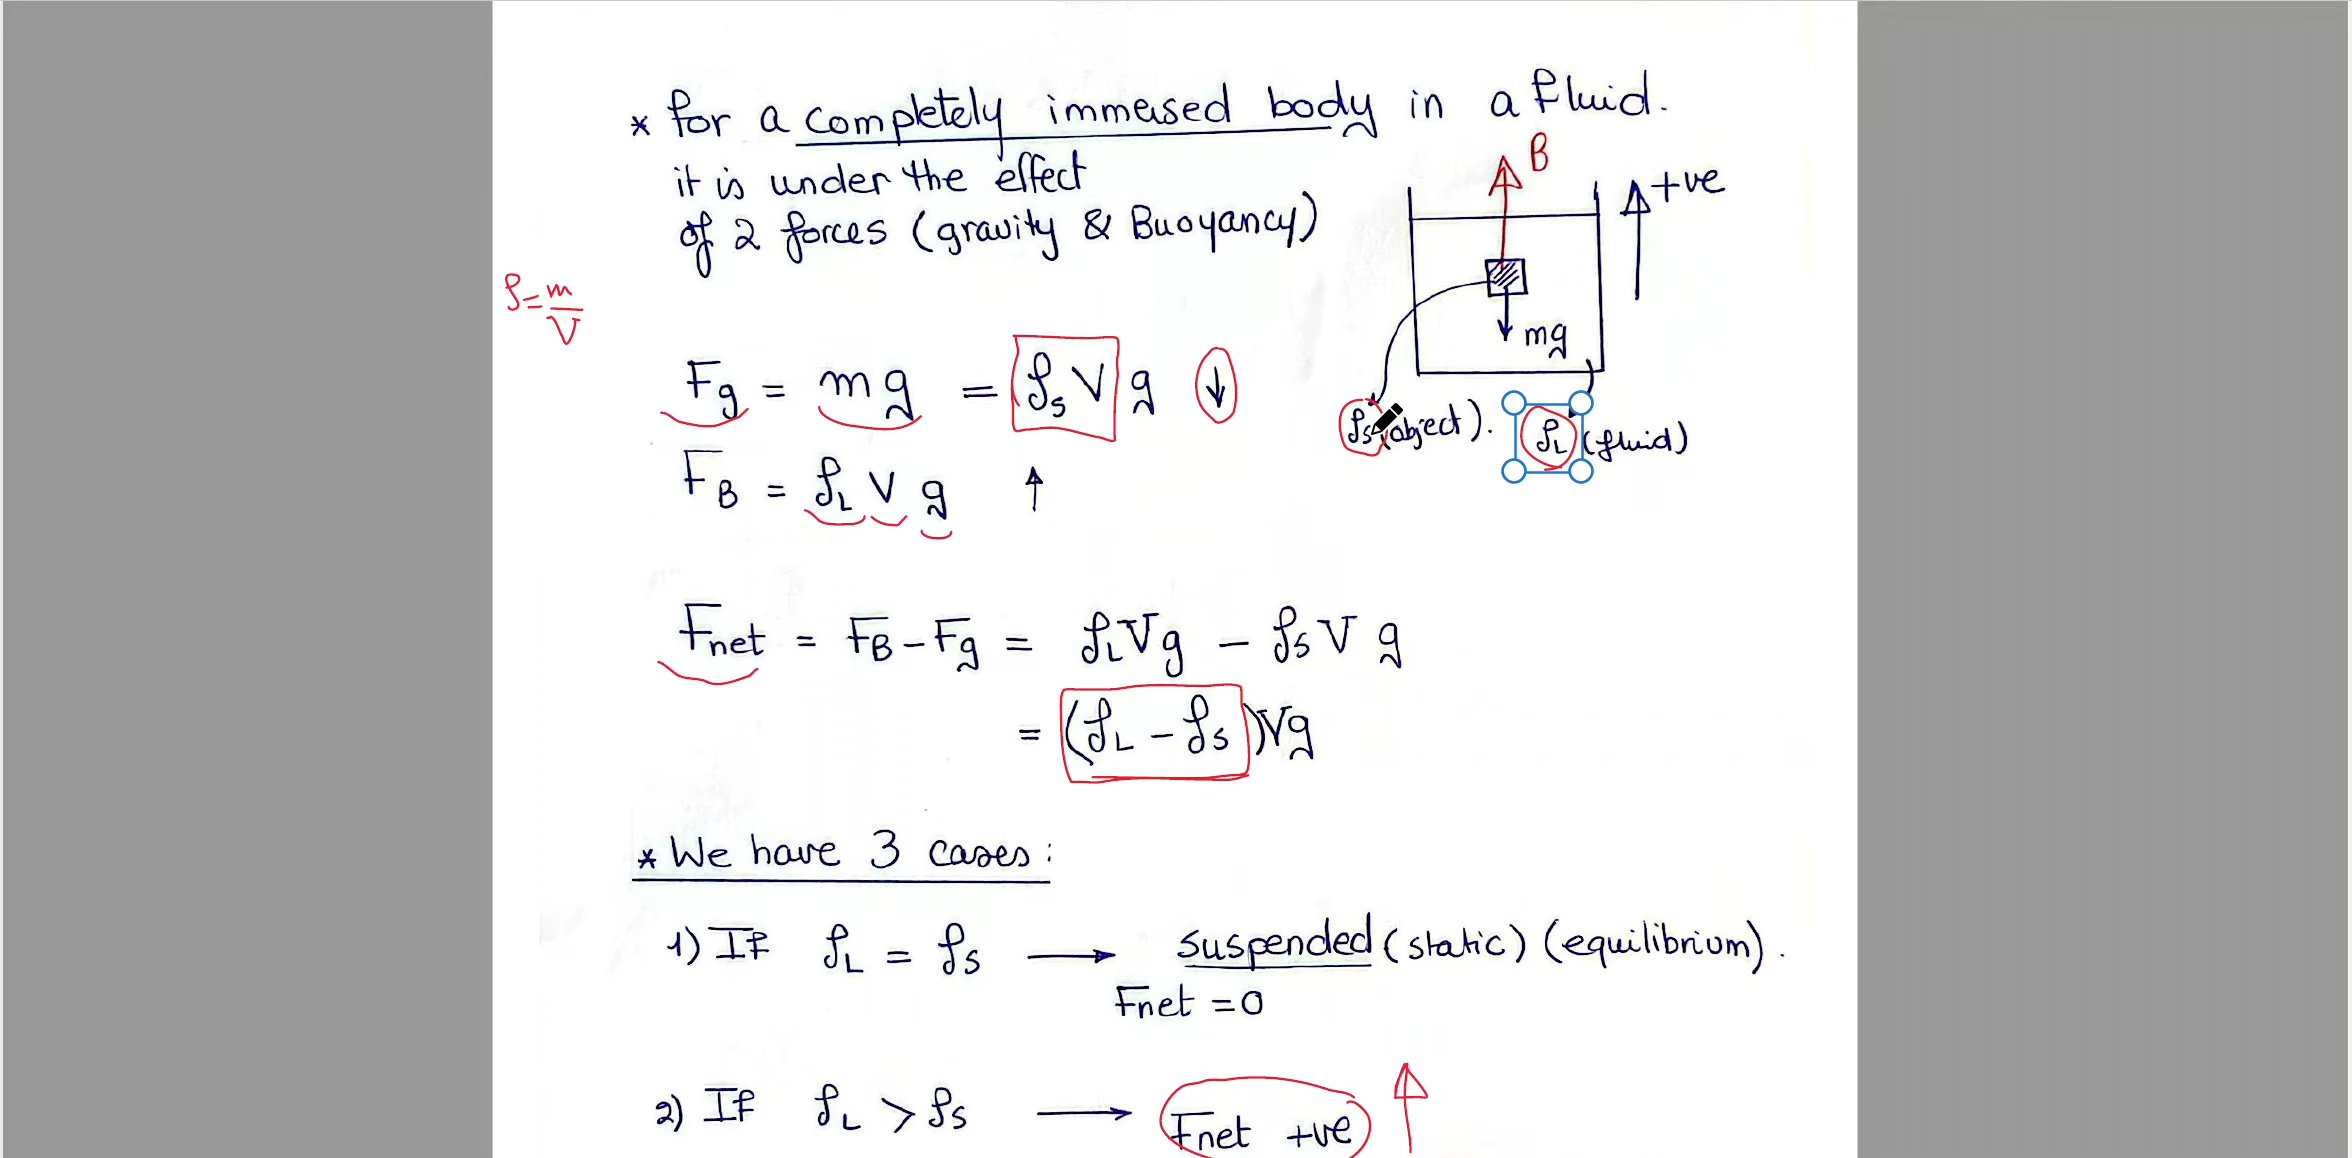 * for a completely immersed body in a fluid.
it is under the effect
of 2 forces (gravity & Buoyancy)
B
+ve
mg
ρs (object).
ρL (fluid)
ρ = m/V
Fg = mg = ρs V g ↓
FB = ρL V g ↑
Fnet = FB - Fg = ρL V g - ρs V g
= (ρL - ρs) Vg
* We have 3 cases:
1) If ρL = ρs → suspended (static) (equilibrium).
Fnet = 0
2) If ρL > ρs → Fnet +ve ↑